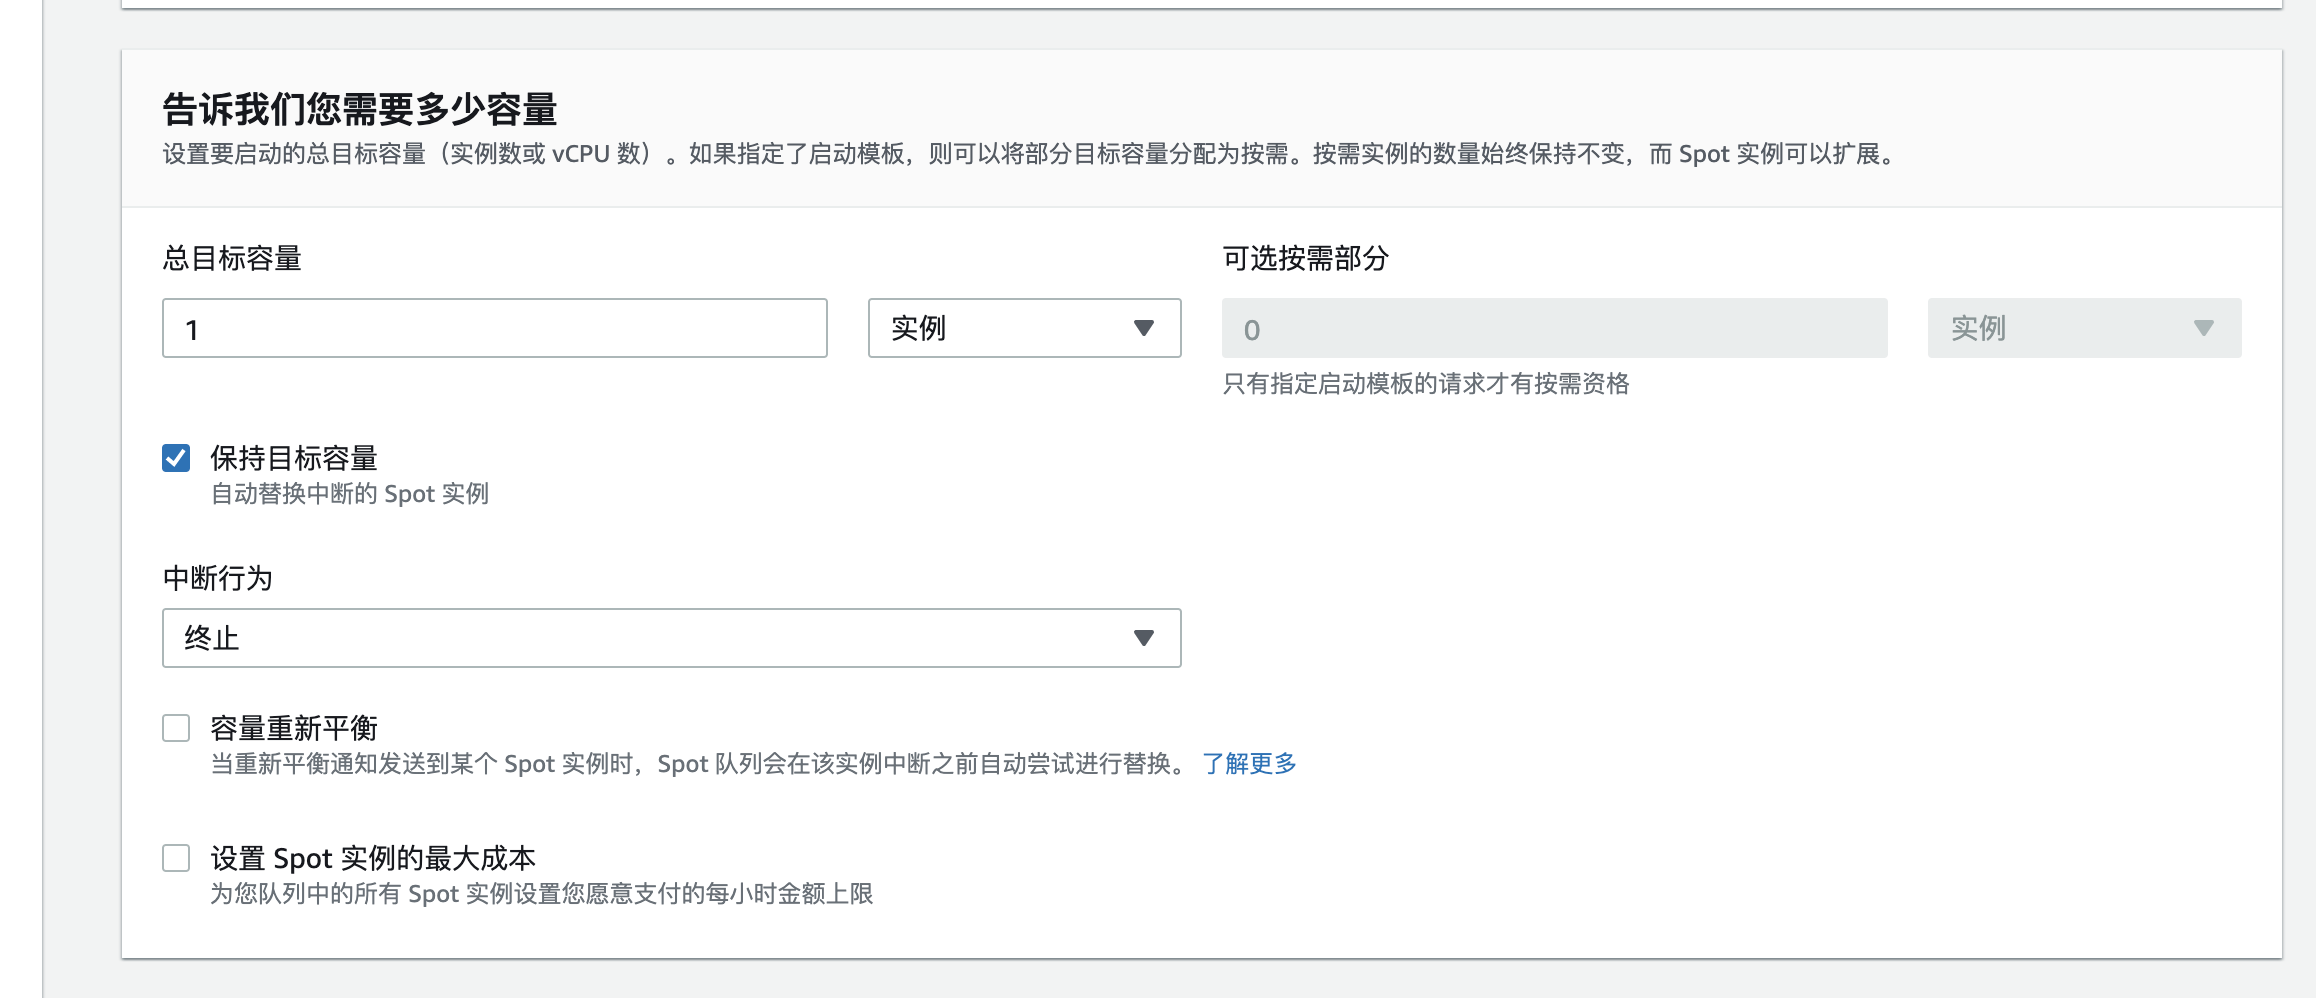 告诉我们您需要多少容量
设置要启动的总目标容量（实例数或 vCPU 数）。如果指定了启动模板，则可以将部分目标容量分配为按需。按需实例的数量始终保持不变，而 Spot 实例可以扩展。
总目标容量
可选按需部分
1
实例
0
实例
只有指定启动模板的请求才有按需资格
保持目标容量
自动替换中断的 Spot 实例
中断行为
终止
容量重新平衡
当重新平衡通知发送到某个 Spot 实例时，Spot 队列会在该实例中断之前自动尝试进行替换。 了解更多
设置 Spot 实例的最大成本
为您队列中的所有 Spot 实例设置您愿意支付的每小时金额上限